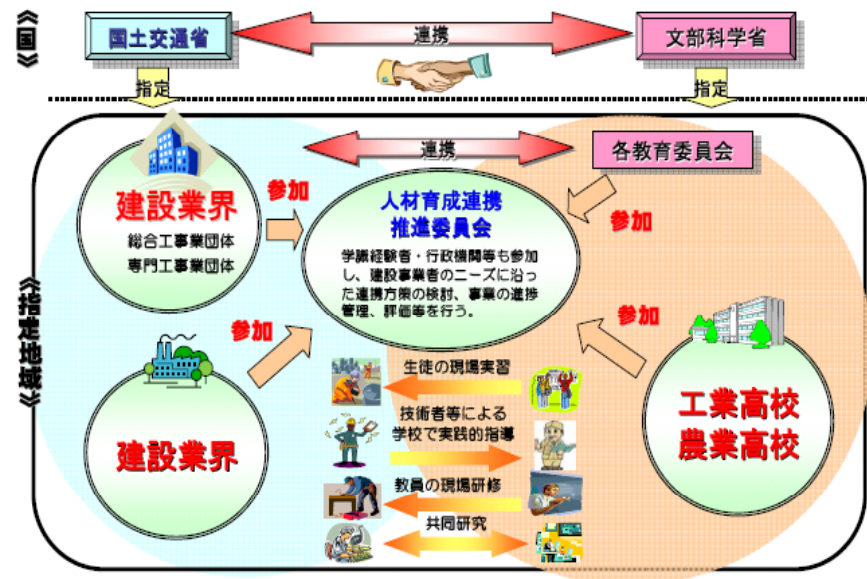 《国》
国土交通省
連携
文部科学省
指定
指定
《指定地域》
連携
各教育委員会
建設業界
総合工事業団体
専門工事業団体
参加
人材育成連携
推進委員会
学識経験者・行政機関等も参加
し、建設事業者のニーズに沿っ
た連携方策の検討、事業の進捗
管理、評価等を行う。
参加
参加
参加
建設業界
工業高校
農業高校
生徒の現場実習
技術者等による
学校で実践的指導
教員の現場研修
共同研究